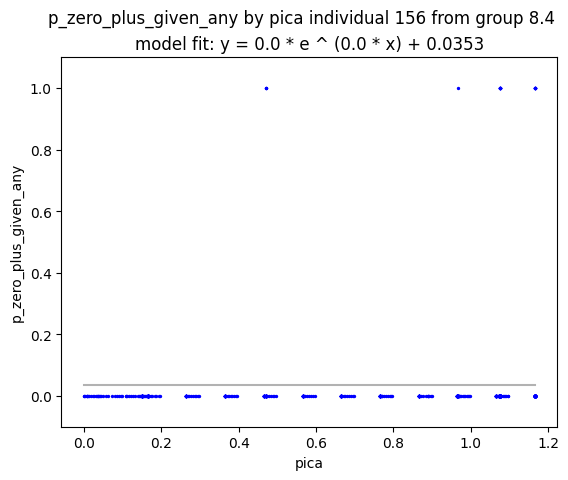 p_zero_plus_given_any by pica individual 156 from group 8.4
model fit: y = 0.0 * e ^ (0.0 * x) + 0.0353
p_zero_plus_given_any
1.0
0.8
0.6
0.4
0.2
0.0
0.0 0.2 0.4 0.6 0.8 1.0 1.2
pica